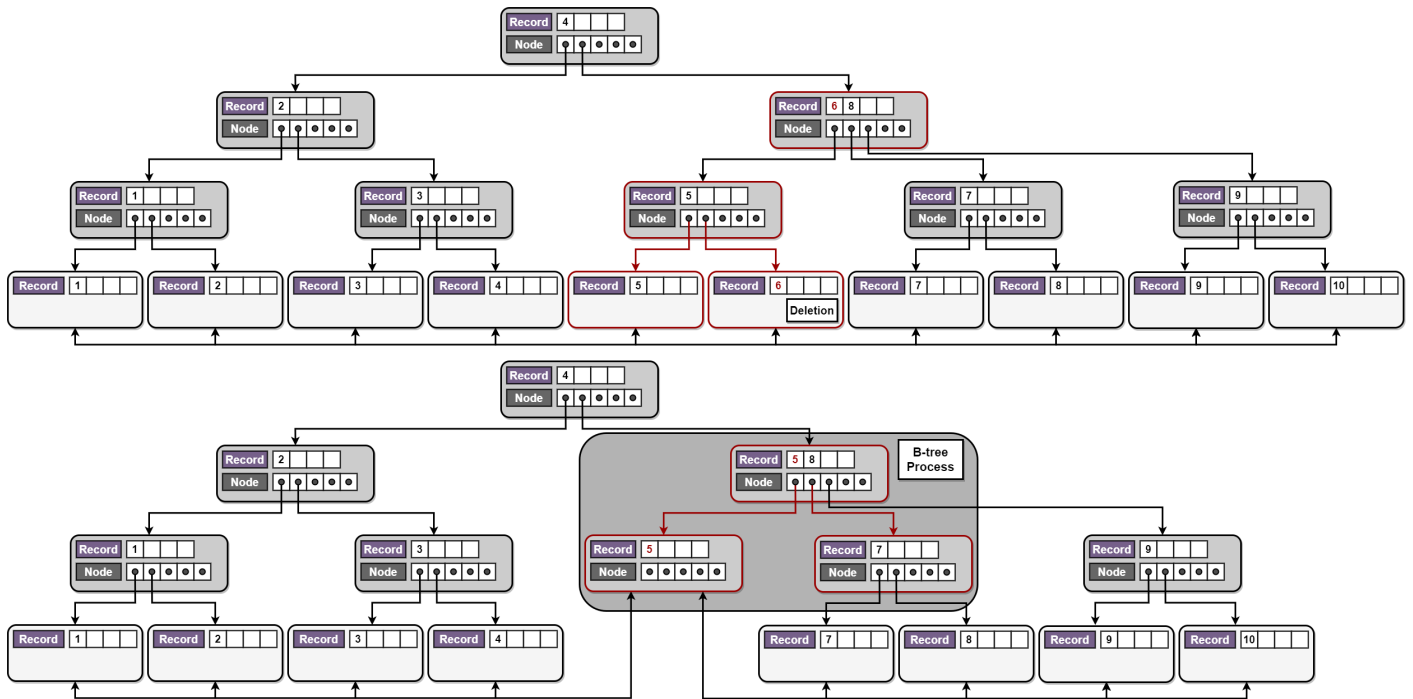 Record 4
Node
Record 2
Record 6 8
Node
Node
Record 1
Record 3
Record 5
Record 7
Record 9
Node
Node
Node
Node
Node
Record 1
Record 2
Record 3
Record 4
Record 5
Record 6
Record 7
Record 8
Record 9
Record 10
Deletion
Record 4
Node
Record 2
Node
Record 5 8
Node
B-tree
Process
Record 1
Node
Record 3
Node
Record 5
Node
Record 7
Node
Record 9
Node
Record 1
Record 2
Record 3
Record 4
Record 7
Record 8
Record 9
Record 10